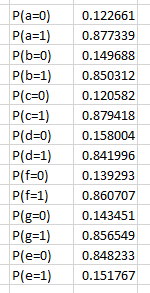 P(a=0) 0.122661
P(a=1) 0.877339
P(b=0) 0.149688
P(b=1) 0.850312
P(c=0) 0.120582
P(c=1) 0.879418
P(d=0) 0.158004
P(d=1) 0.841996
P(f=0) 0.139293
P(f=1) 0.860707
P(g=0) 0.143451
P(g=1) 0.856549
P(e=0) 0.848233
P(e=1) 0.151767